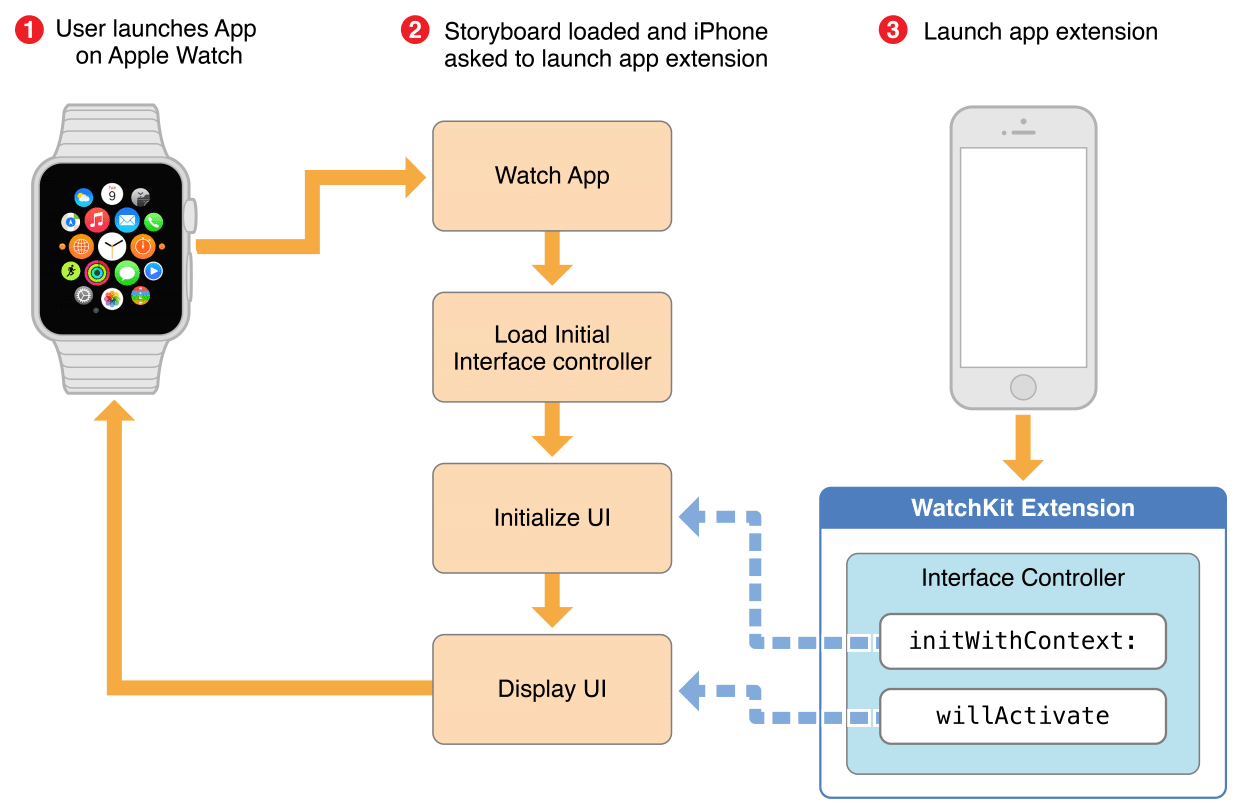 1 User launches App
on Apple Watch
2 Storyboard loaded and iPhone
asked to launch app extension
3 Launch app extension
9
Watch App
Load Initial
Interface controller
Initialize UI
Display UI
WatchKit Extension
Interface Controller
initWithContext:
willActivate